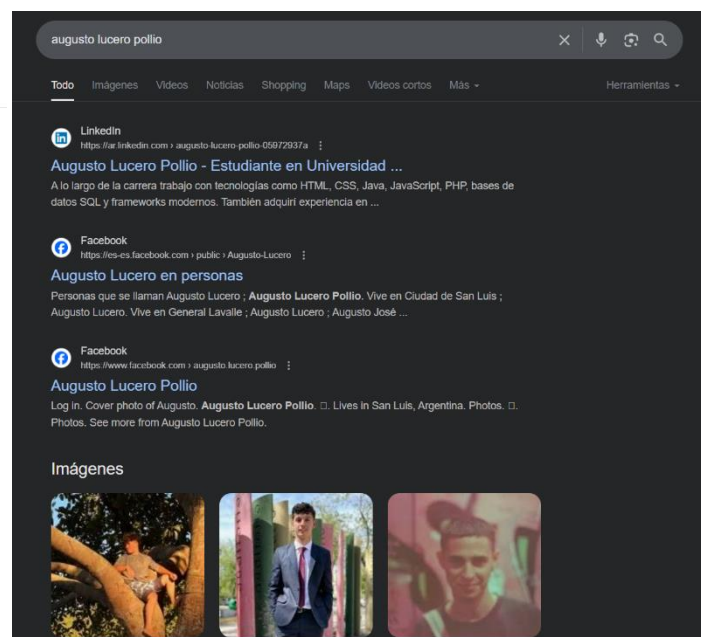 augusto lucero pollio
Todo Imágenes Videos Noticias Shopping Maps Videos cortos Más Herramientas
LinkedIn
https://ar.linkedin.com › augusto-lucero-pollio-05972937a
Augusto Lucero Pollio - Estudiante en Universidad ...
A lo largo de la carrera trabajo con tecnologías como HTML, CSS, Java, JavaScript, PHP, bases de
datos SQL y frameworks modernos. También adquirí experiencia en ...
Facebook
https://es-es.facebook.com › public › Augusto-Lucero
Augusto Lucero en personas
Personas que se llaman Augusto Lucero ; Augusto Lucero Pollio. Vive en Ciudad de San Luis ;
Augusto Lucero. Vive en General Lavalle ; Augusto Lucero ; Augusto José ...
Facebook
https://www.facebook.com › augusto.lucero.pollio
Augusto Lucero Pollio
Log in. Cover photo of Augusto. Augusto Lucero Pollio. □. Lives in San Luis, Argentina. Photos. □.
Photos. See more from Augusto Lucero Pollio.
Imágenes